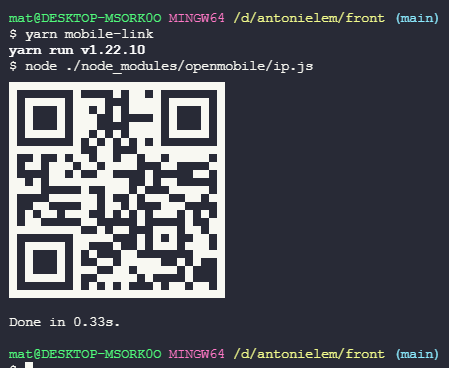 mat@DESKTOP-MSORK0O MINGW64 /d/antonielem/front (main)
$ yarn mobile-link
yarn run v1.22.10
$ node ./node_modules/openmobile/ip.js
Done in 0.33s.
mat@DESKTOP-MSORK0O MINGW64 /d/antonielem/front (main)
$